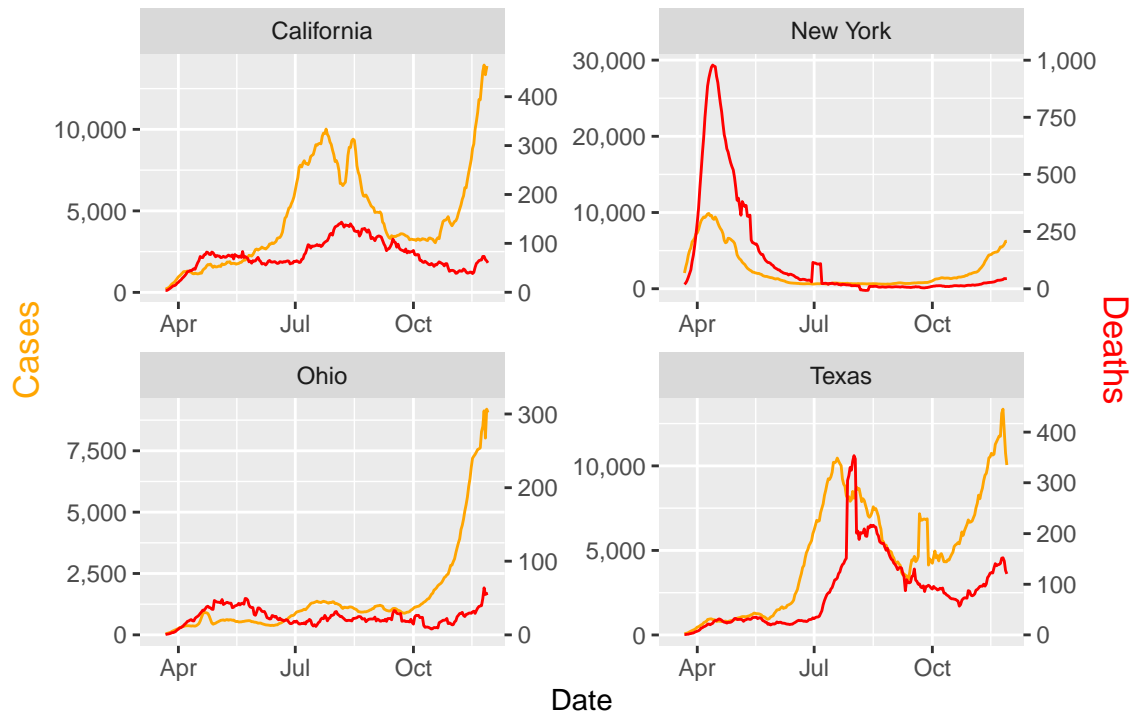 California
New York
10,000
5,000
0
400
300
200
100
0
30,000
20,000
10,000
0
1,000
750
500
250
0
Apr
Jul
Oct
Apr
Jul
Oct
Cases
Deaths
Ohio
Texas
7,500
5,000
2,500
0
300
200
100
0
10,000
5,000
0
400
300
200
100
0
Apr
Jul
Oct
Apr
Jul
Oct
Date